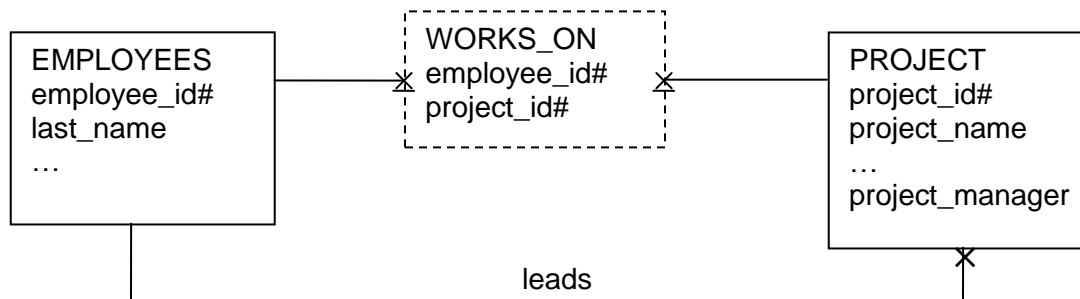 EMPLOYEES
employee_id#
last_name
…
WORKS_ON
employee_id#
project_id#
PROJECT
project_id#
project_name
…
project_manager
leads